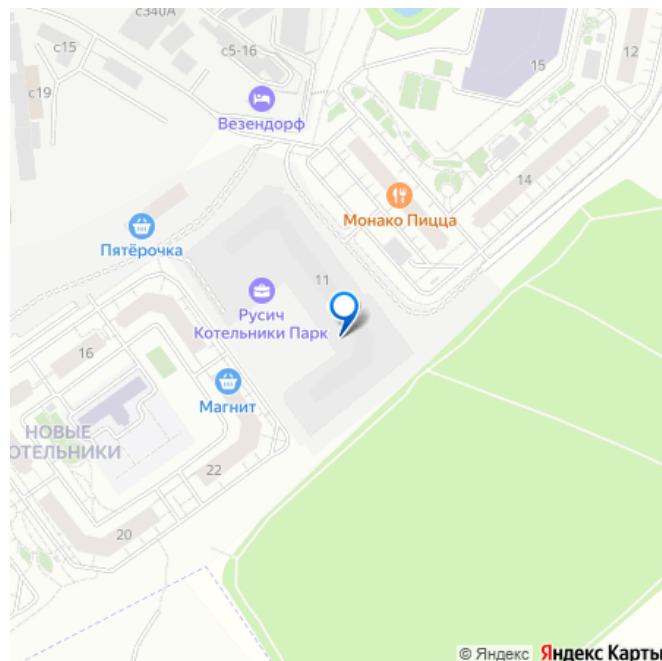 с340А
с15
с5-16
с19
15
12
Везендорф
14
Монако Пицца
Пятёрочка
11
Русич
Котельники Парк
16
Магнит
НОВЫЕ
ОТЕЛЬНИКИ
22
20
© Яндекс Яндекс Карты